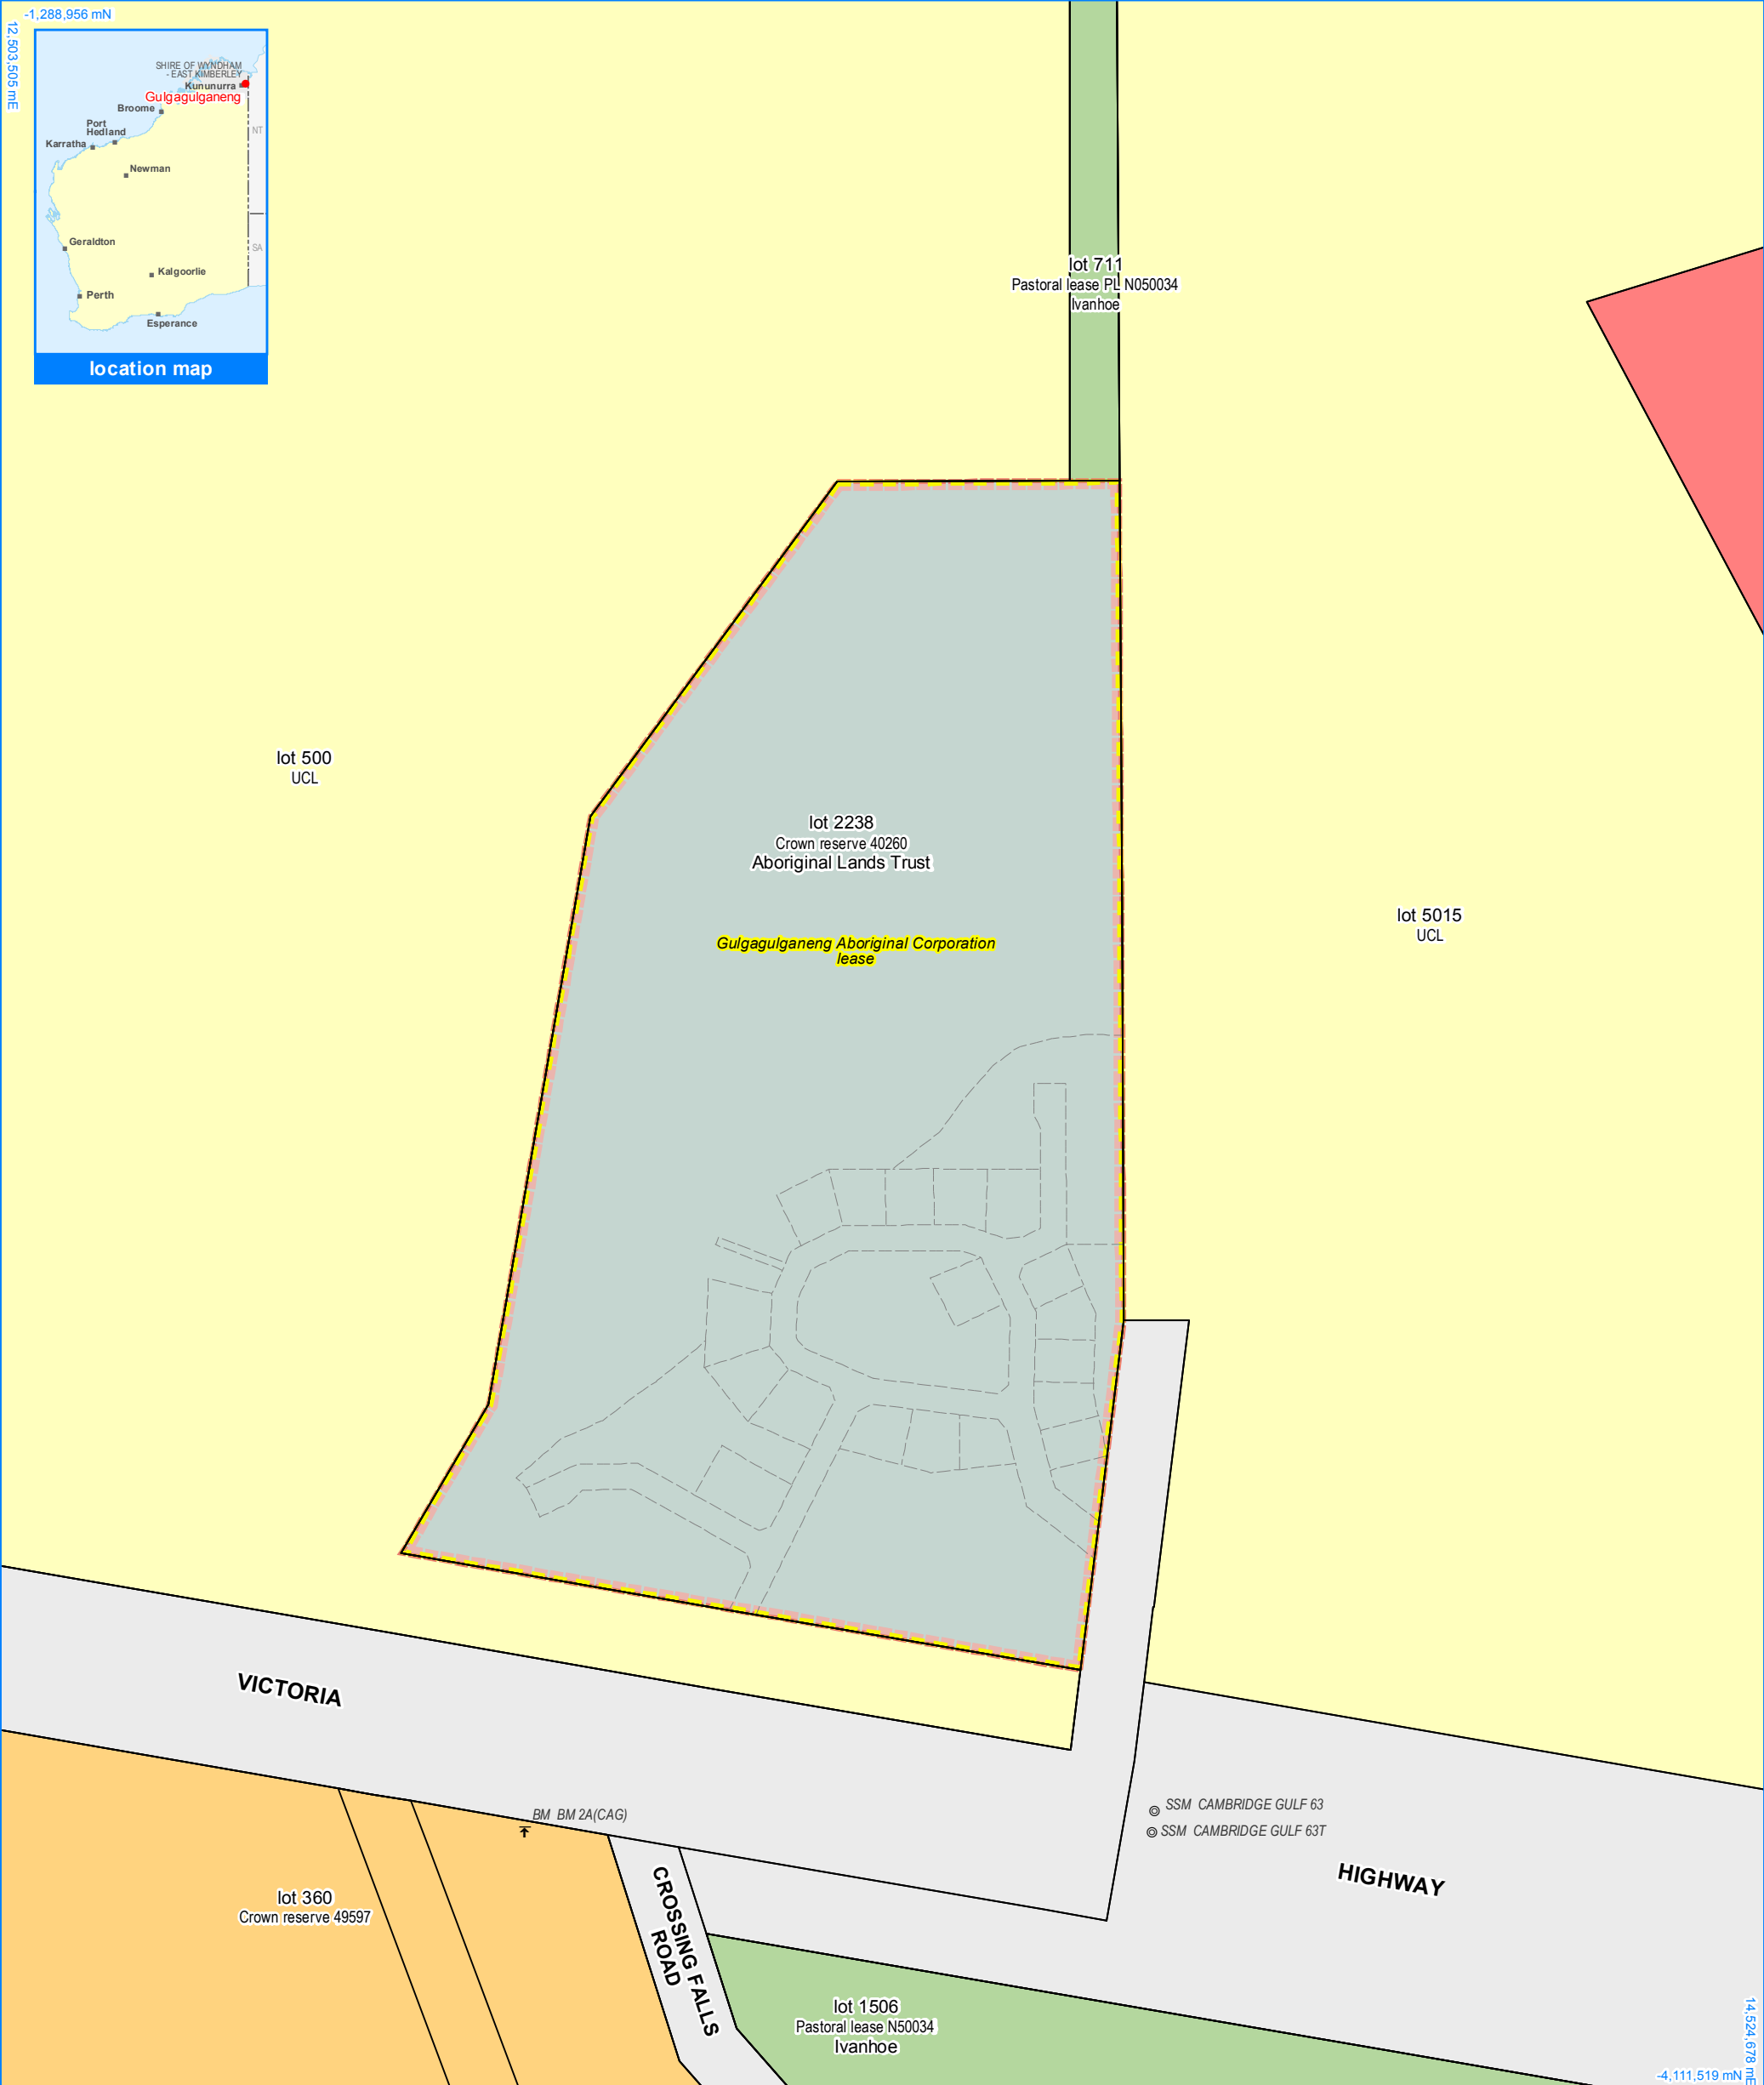 -1,288,956 mN
12,503,505 mE
SHIRE OF WYNDHAM
- EAST KIMBERLEY
Kununurra
Gulgagulganeng
Broome
Port
Hedland
Karratha
Newman
NT
Geraldton
SA
Kalgoorlie
Perth
Esperance
location map
lot 711
Pastoral lease PL N050034
Ivanhoe
lot 500
UCL
lot 2238
Crown reserve 40260
Aboriginal Lands Trust
Gulgagulganeng Aboriginal Corporation
lease
lot 5015
UCL
VICTORIA
BM BM 2A(CAG)
SSM CAMBRIDGE GULF 63
SSM CAMBRIDGE GULF 63T
HIGHWAY
lot 360
Crown reserve 49597
CROSSING FALLS
ROAD
lot 1506
Pastoral lease N50034
Ivanhoe
14,524,678 mE
-4,111,519 mN